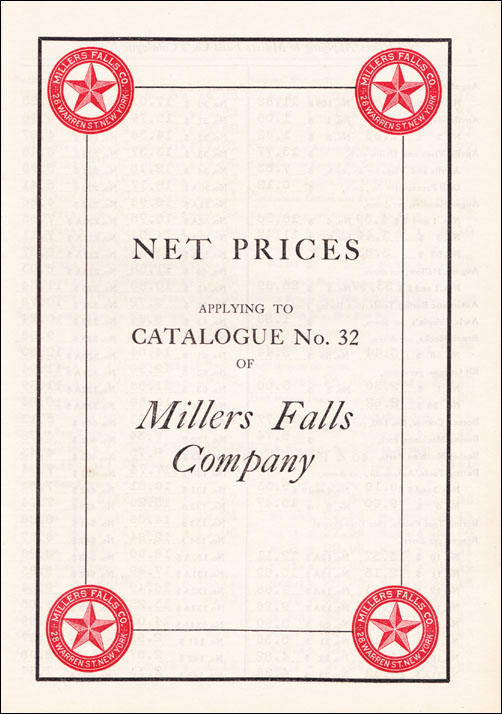 MILLERS FALLS CO.
28 WARREN ST. NEW YORK
MILLERS FALLS CO.
28 WARREN ST. NEW YORK
NET PRICES
APPLYING TO
CATALOGUE No. 32
OF
Millers Falls
Company
MILLERS FALLS CO.
28 WARREN ST. NEW YORK
MILLERS FALLS CO.
28 WARREN ST. NEW YORK